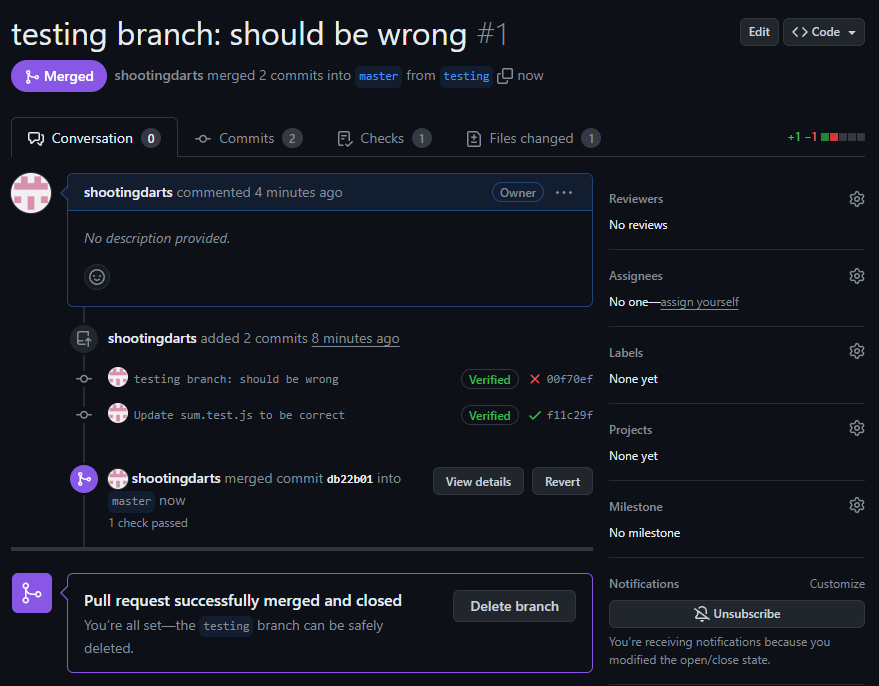 testing branch: should be wrong #1
Edit
<> Code
Merged
shootingdarts merged 2 commits into master from testing now
Conversation 0
Commits 2
Checks 1
Files changed 1
+1 −1
shootingdarts commented 4 minutes ago
Owner
...
No description provided.
shootingdarts added 2 commits 8 minutes ago
testing branch: should be wrong
Verified
00f70ef
Update sum.test.js to be correct
Verified
f11c29f
shootingdarts merged commit db22b01 into
master now
1 check passed
View details
Revert
Pull request successfully merged and closed
You're all set—the testing branch can be safely
deleted.
Delete branch
Reviewers
No reviews
Assignees
No one—assign yourself
Labels
None yet
Projects
None yet
Milestone
No milestone
Notifications
Customize
Unsubscribe
You're receiving notifications because you
modified the open/close state.